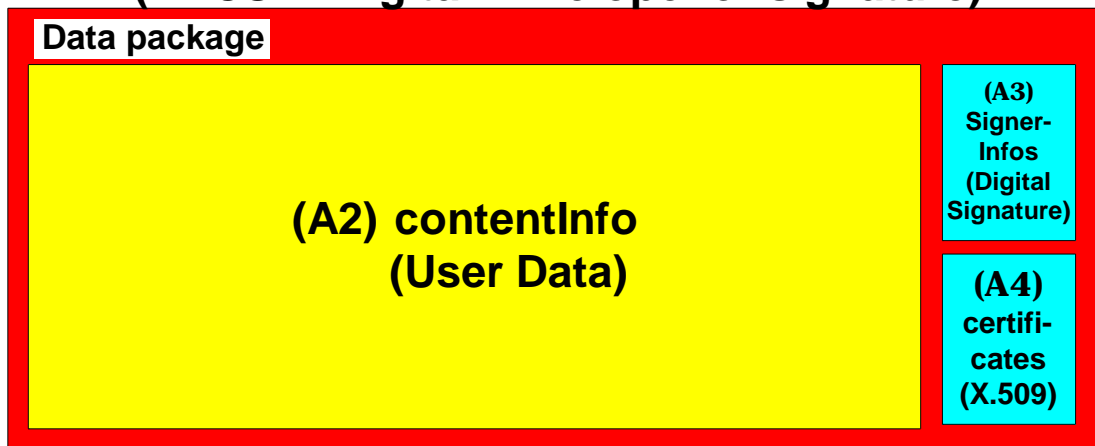 Data package
(A2) contentInfo
(User Data)
(A3)
Signer-
Infos
(Digital
Signature)
(A4)
certifi-
cates
(X.509)